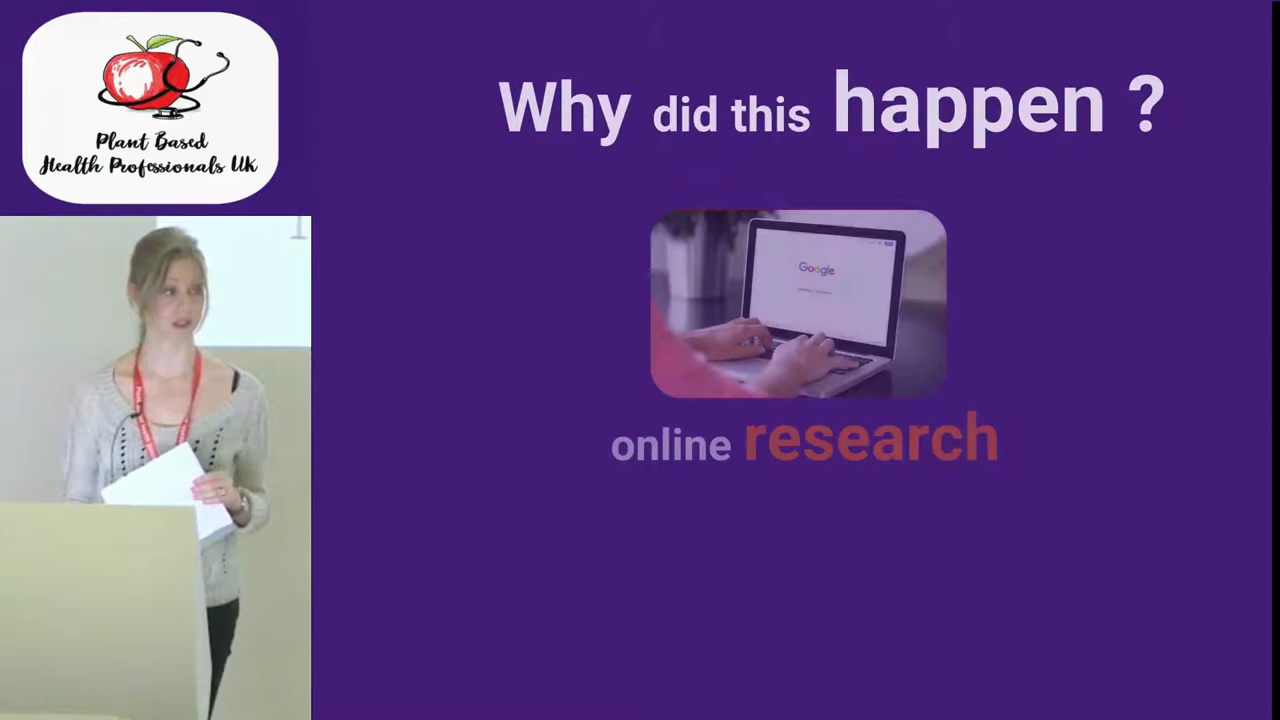 Plant Based
Health Professionals UK
Why did this happen ?
Google
online research